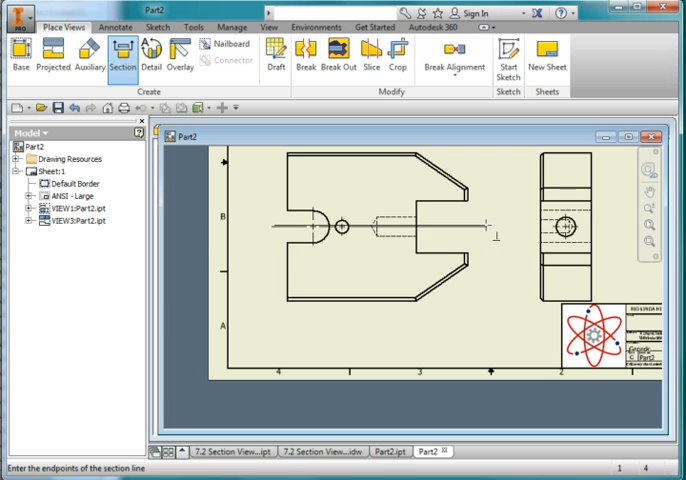 Part2
Sign In
PRO
Place Views Annotate Sketch Tools Manage View Environments Get Started Autodesk 360
Base Projected Auxiliary Section Detail Overlay
Nailboard
Connector
Draft Break Break Out Slice Crop Break Alignment Start Sketch New Sheet
Create Modify Sketch Sheets
Model
Part2
Drawing Resources
Sheet:1
Default Border
ANSI - Large
VIEW1:Part2.ipt
VIEW3:Part2.ipt
Part2
B
A
4 3 2
C Part2
7.2 Section View...ipt 7.2 Section View...idw Part2.ipt Part2
Enter the endpoints of the section line 1 4